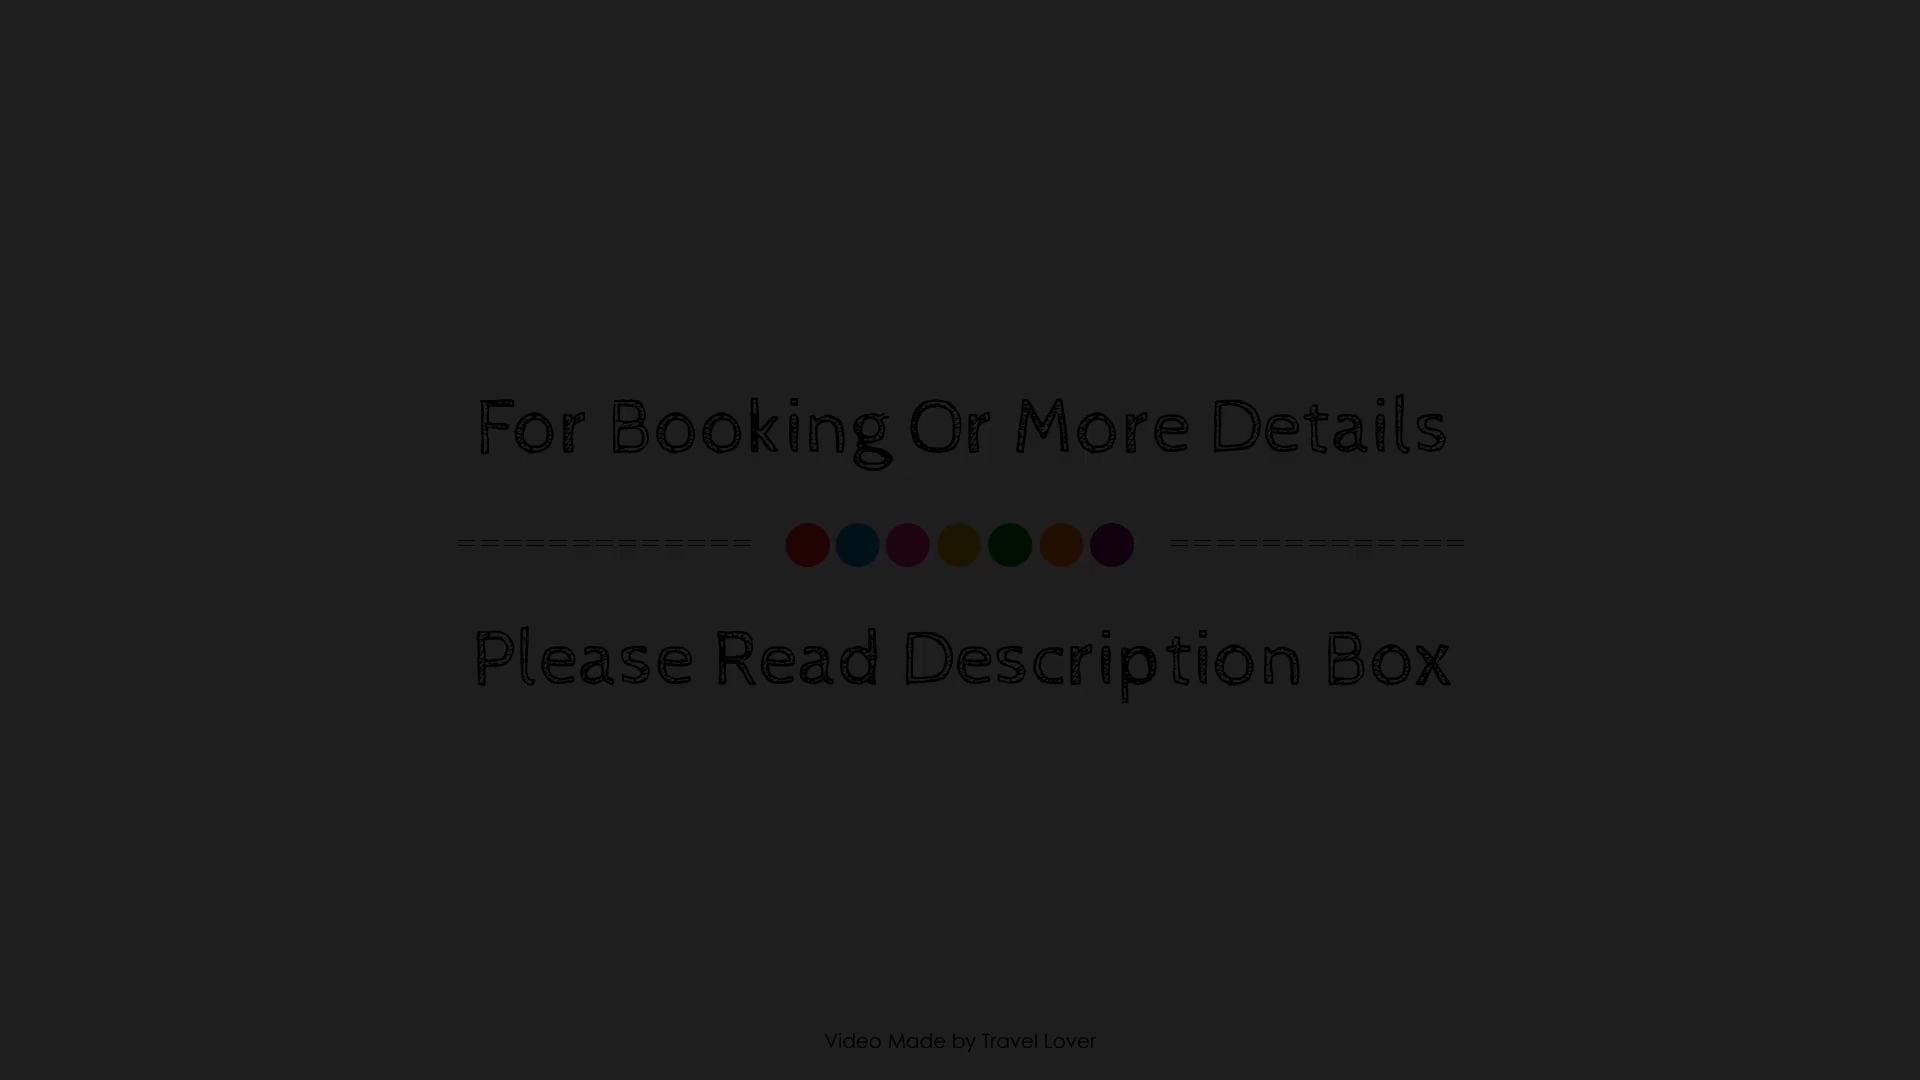 For Booking Or More Details
============= =============
Please Read Description Box
Video Made by Travel Lover